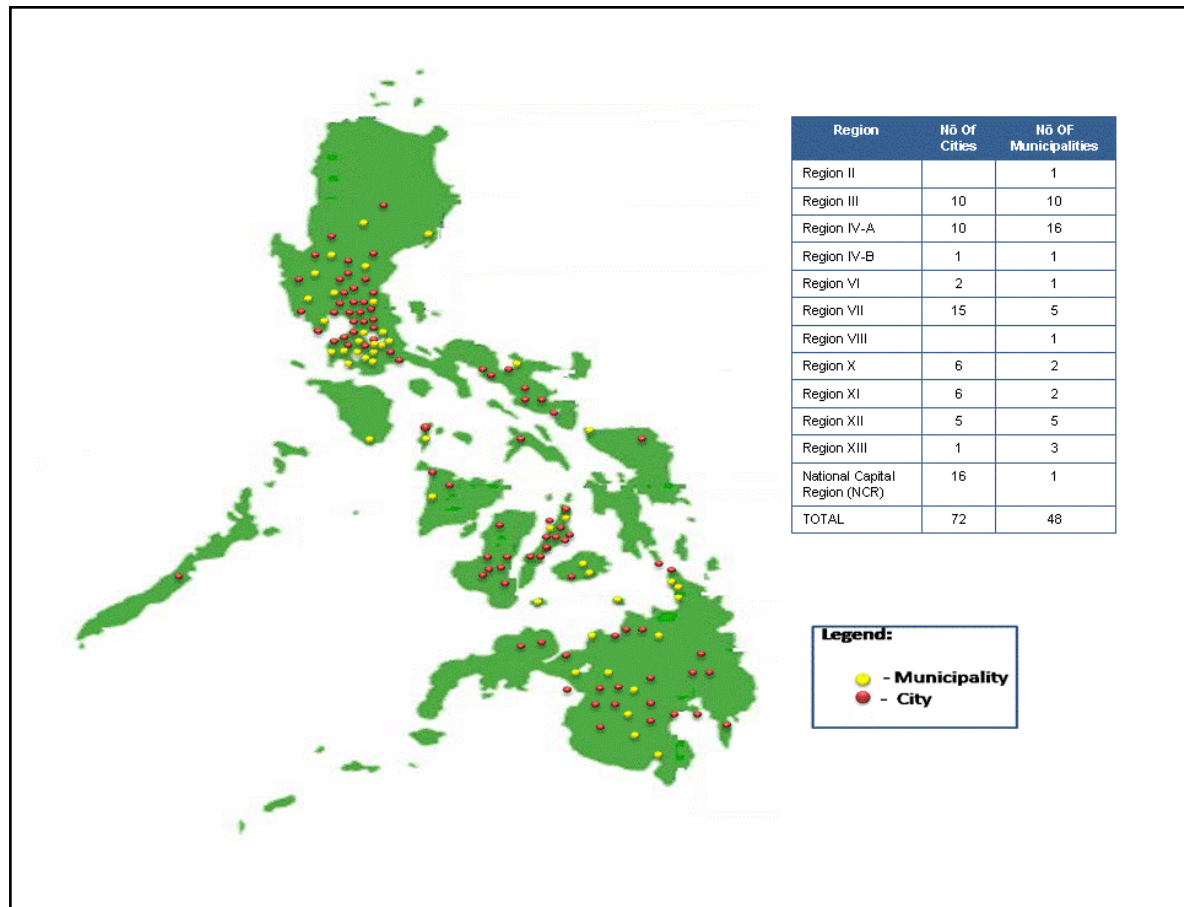 Region Nō Of Cities Nō OF Municipalities
Region II 1
Region III 10 10
Region IV-A 10 16
Region IV-B 1 1
Region VI 2 1
Region VII 15 5
Region VIII 1
Region X 6 2
Region XI 6 2
Region XII 5 5
Region XIII 1 3
National Capital Region (NCR) 16 1
TOTAL 72 48
Legend:
- Municipality
- City